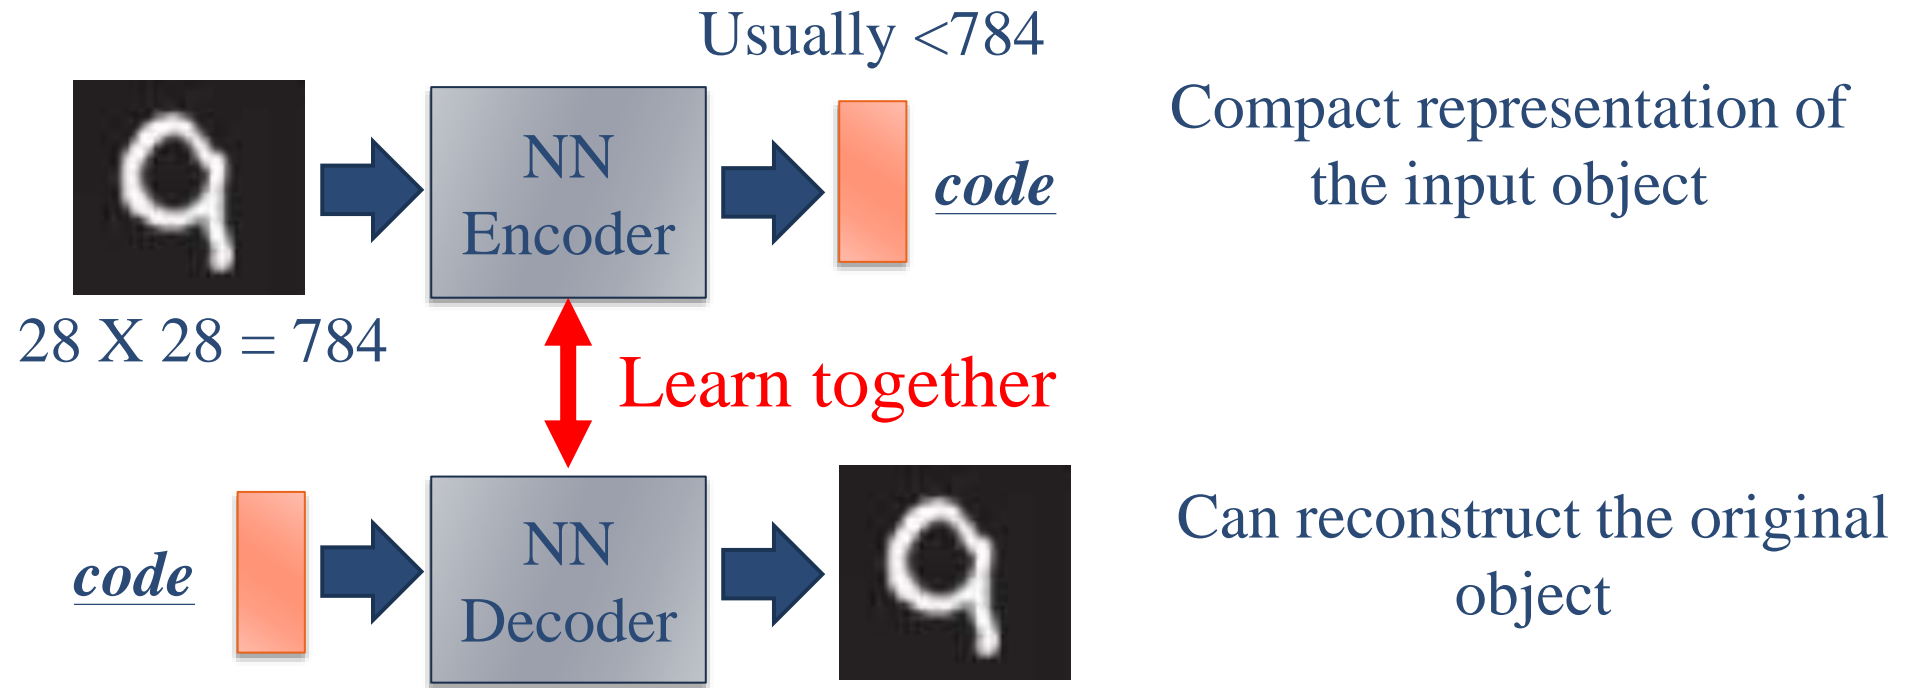 Usually <784
NN
Encoder
code
Compact representation of
the input object
28 X 28 = 784
Learn together
code
NN
Decoder
Can reconstruct the original
object